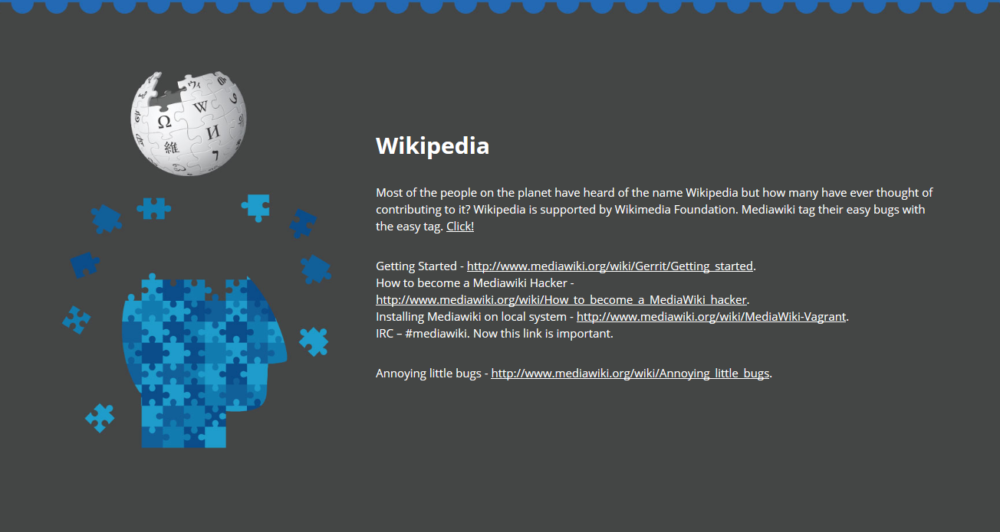 ウィ
W
Ω
И
維
Wikipedia
Most of the people on the planet have heard of the name Wikipedia but how many have ever thought of
contributing to it? Wikipedia is supported by Wikimedia Foundation. Mediawiki tag their easy bugs with
the easy tag. Click!
Getting Started - http://www.mediawiki.org/wiki/Gerrit/Getting_started.
How to become a Mediawiki Hacker -
http://www.mediawiki.org/wiki/How_to_become_a_MediaWiki_hacker.
Installing Mediawiki on local system - http://www.mediawiki.org/wiki/MediaWiki-Vagrant.
IRC – #mediawiki. Now this link is important.
Annoying little bugs - http://www.mediawiki.org/wiki/Annoying_little_bugs.